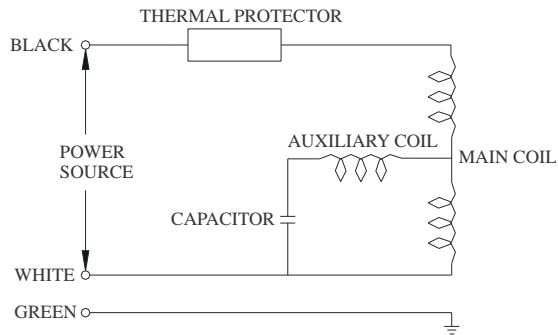 THERMAL PROTECTOR
BLACK
AUXILIARY COIL
MAIN COIL
POWER
SOURCE
CAPACITOR
WHITE
GREEN